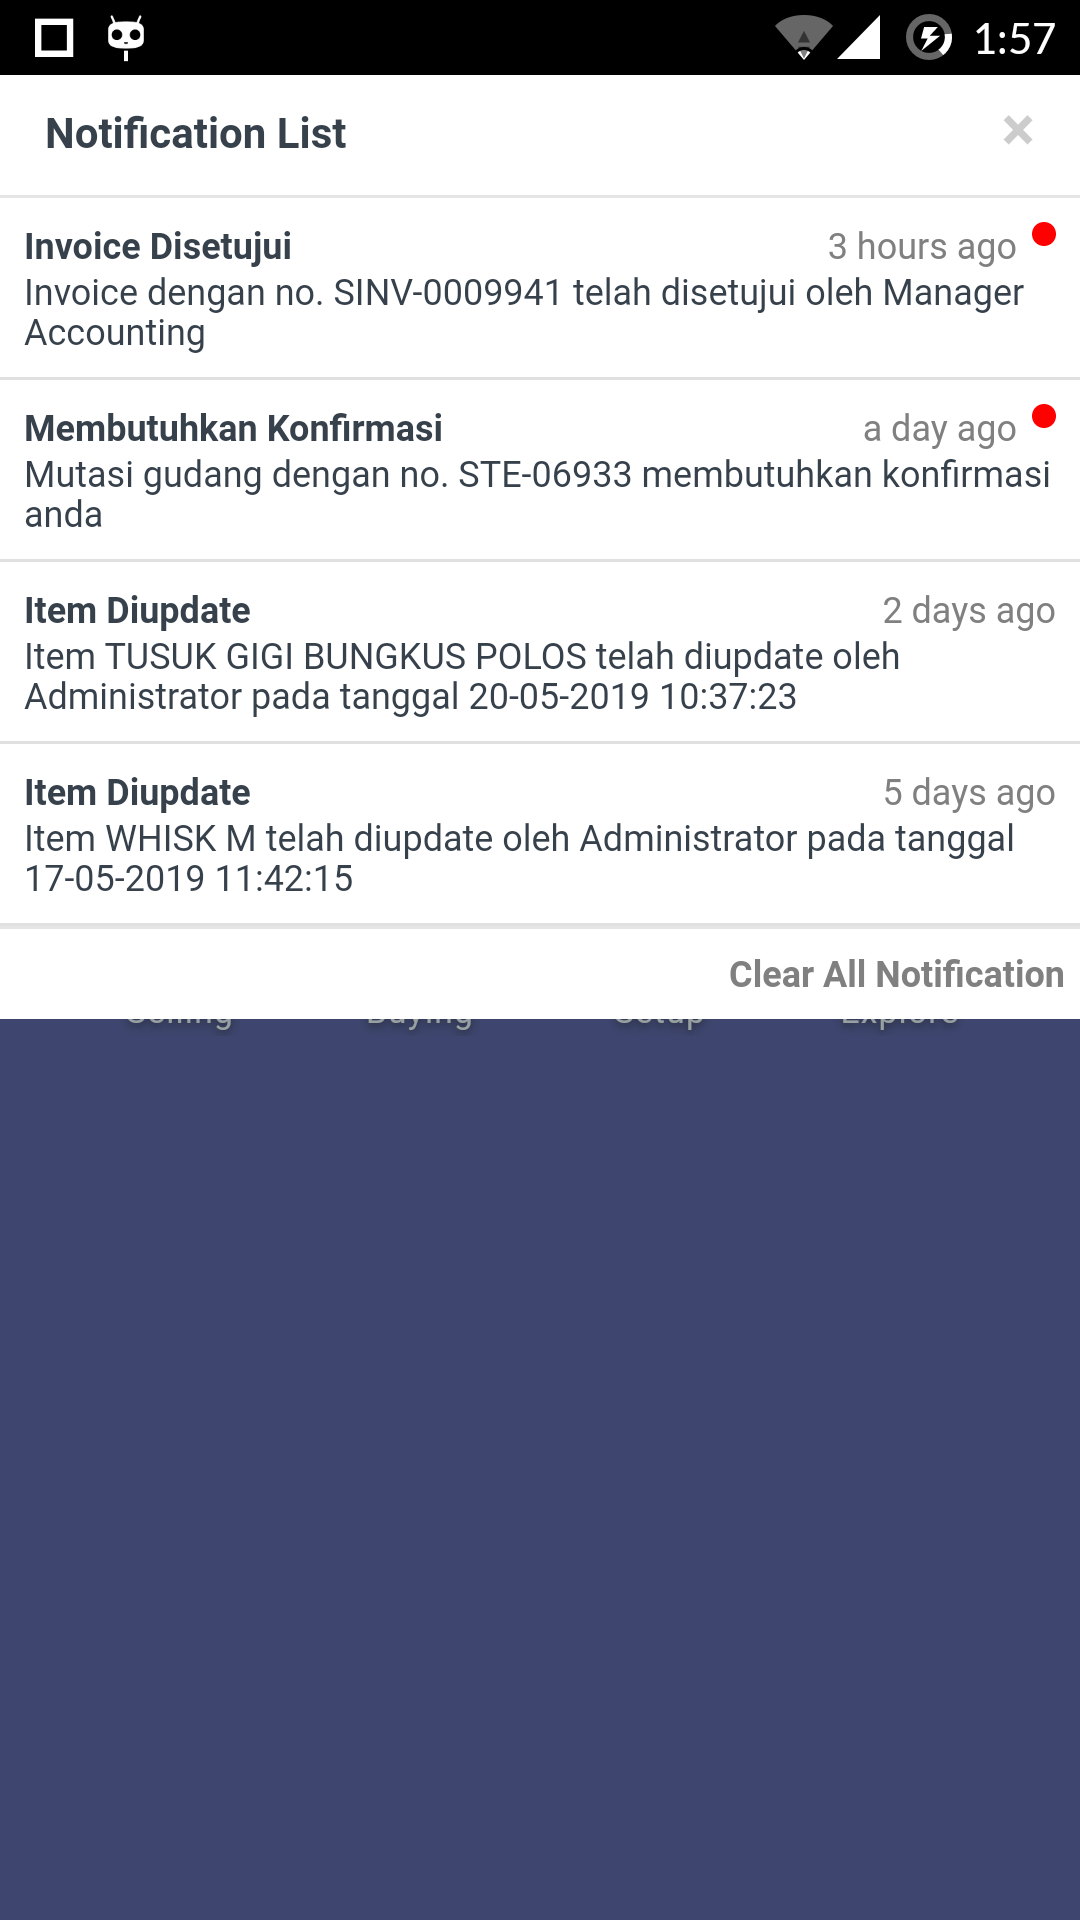 1:57
Notification List
×
Invoice Disetujui
3 hours ago
Invoice dengan no. SINV-0009941 telah disetujui oleh Manager
Accounting
Membutuhkan Konfirmasi
a day ago
Mutasi gudang dengan no. STE-06933 membutuhkan konfirmasi
anda
Item Diupdate
2 days ago
Item TUSUK GIGI BUNGKUS POLOS telah diupdate oleh
Administrator pada tanggal 20-05-2019 10:37:23
Item Diupdate
5 days ago
Item WHISK M telah diupdate oleh Administrator pada tanggal
17-05-2019 11:42:15
Clear All Notification
Selling Buying Setup Explore